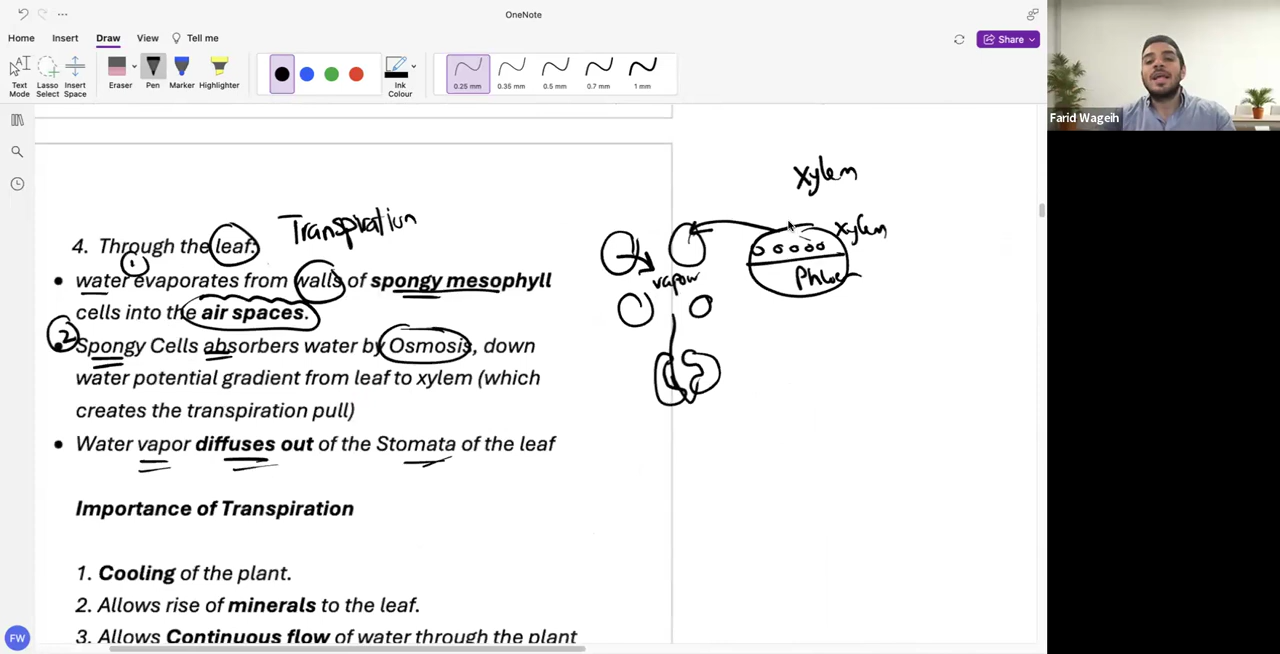 OneNote
Home Insert Draw View Tell me
Share
Text Mode
Lasso Select
Insert Space
Eraser
Pen
Marker
Highlighter
Ink Colour
0.25 mm
0.35 mm
0.5 mm
0.7 mm
1 mm
Farid Wageih
Transpiration
4. Through the leaf:
① 
• water evaporates from walls of spongy mesophyll
cells into the air spaces.
②
• Spongy Cells absorbers water by Osmosis, down
water potential gradient from leaf to xylem (which
creates the transpiration pull)
• Water vapor diffuses out of the Stomata of the leaf
Importance of Transpiration
1. Cooling of the plant.
2. Allows rise of minerals to the leaf.
3. Allows Continuous flow of water through the plant
Xylem
Xylem
Phloem
vapour
FW